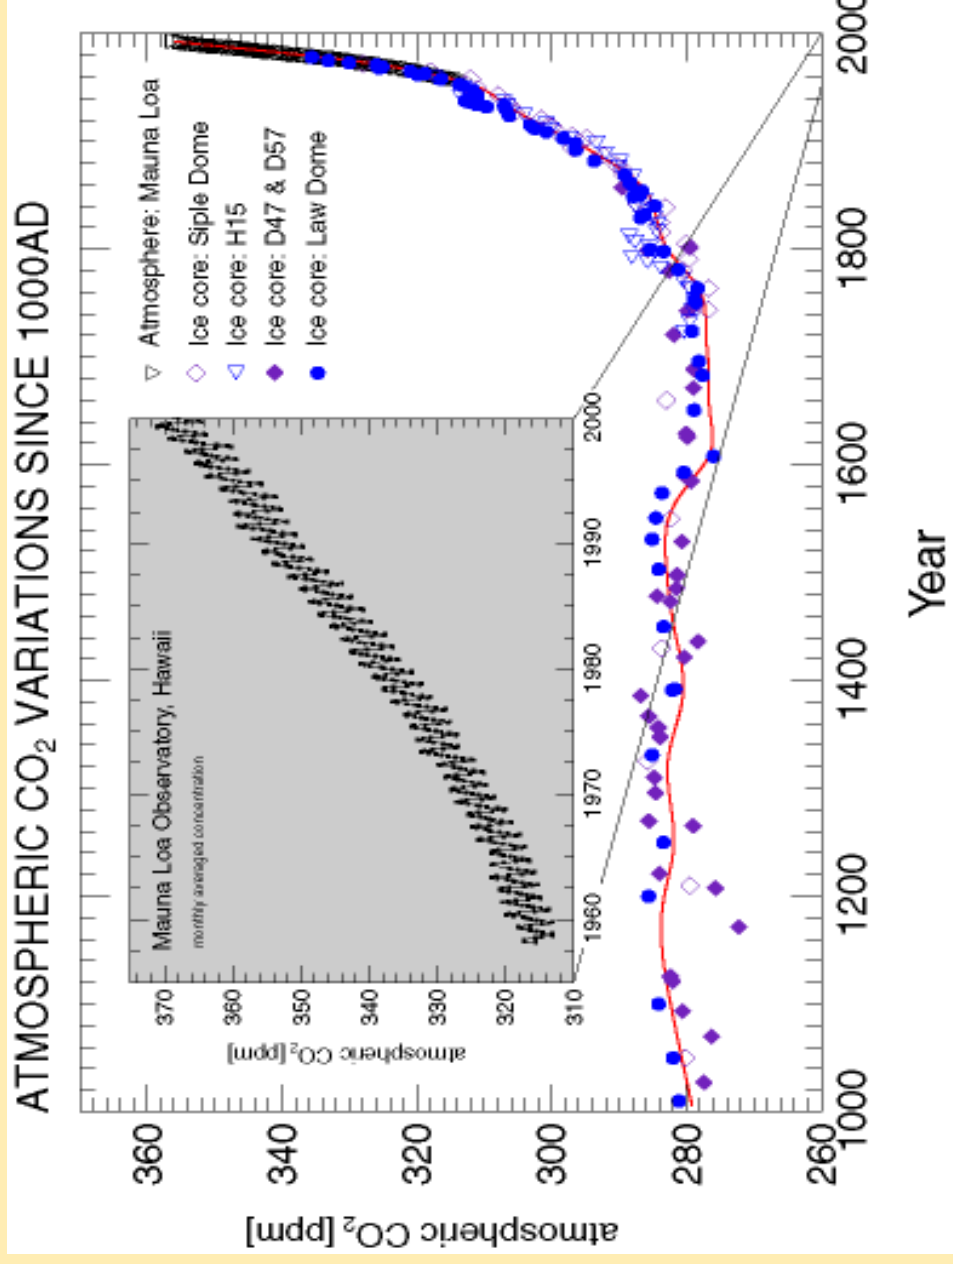 ATMOSPHERIC CO₂ VARIATIONS SINCE 1000AD
atmospheric CO₂ [ppm]
360
340
320
300
280
260
1000
1200
1400
1600
1800
2000
Year
▽ Atmosphere: Mauna Loa
◇ Ice core: Siple Dome
▽ Ice core: H15
◆ Ice core: D47 & D57
● Ice core: Law Dome
Mauna Loa Observatory, Hawaii
monthly averaged concentration
atmospheric CO₂ [ppm]
370
360
350
340
330
320
310
1960
1970
1980
1990
2000